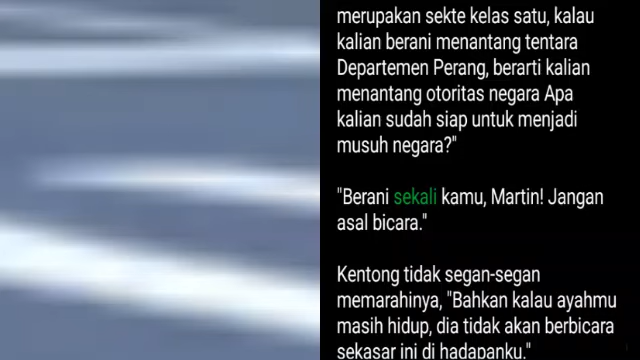 merupakan sekte kelas satu, kalau
kalian berani menantang tentara
Departemen Perang, berarti kalian
menantang otoritas negara Apa
kalian sudah siap untuk menjadi
musuh negara?"
"Berani sekali kamu, Martin! Jangan
asal bicara."
Kentong tidak segan-segan
memarahinya, "Bahkan kalau ayahmu
masih hidup, dia tidak akan berbicara
sekasar ini di hadapanku."